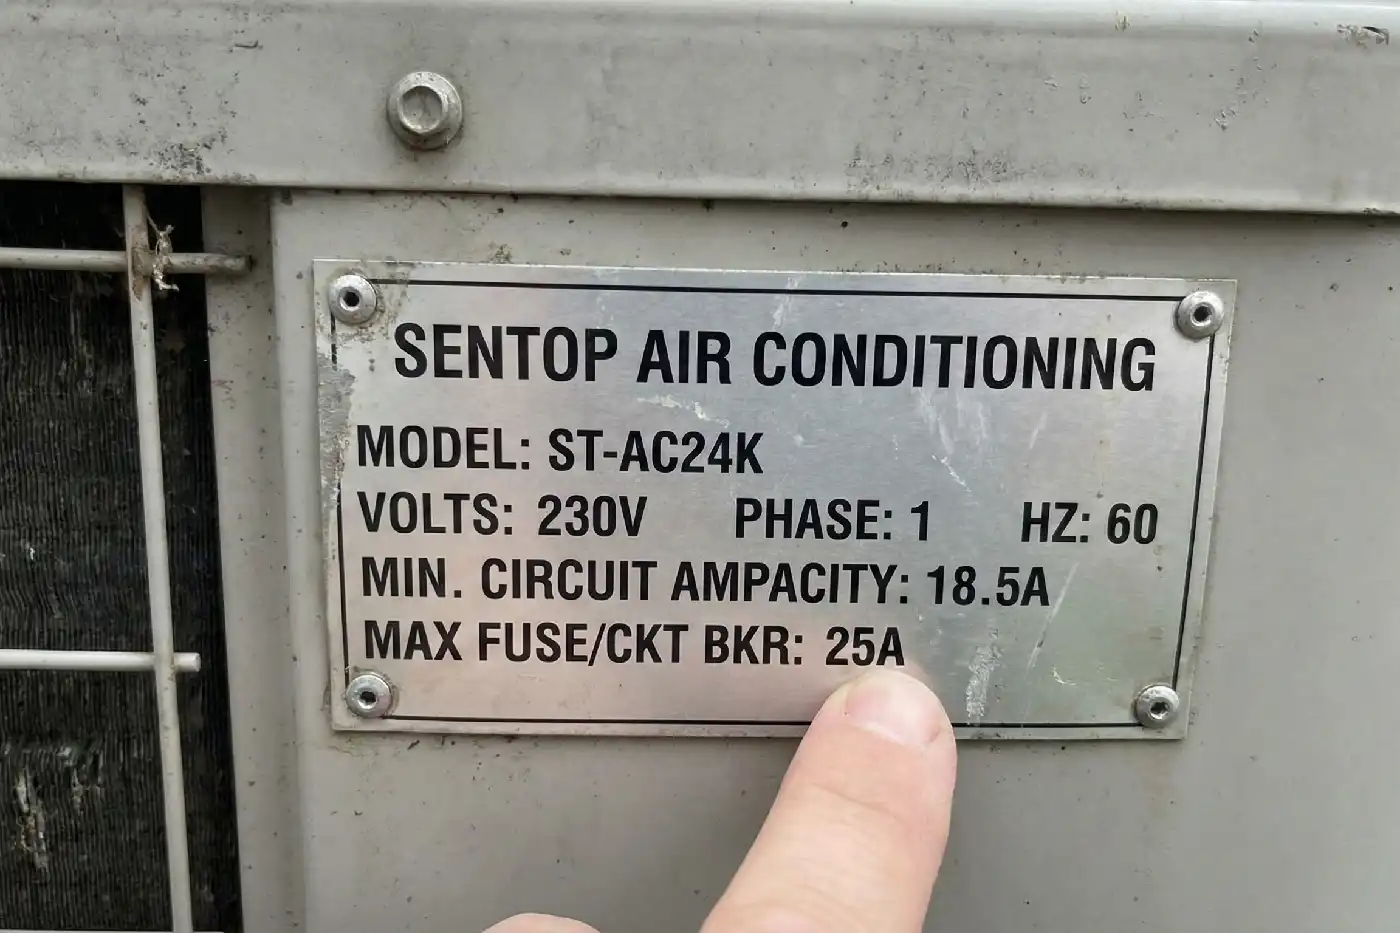 SENTOP AIR CONDITIONING
MODEL: ST-AC24K
VOLTS: 230V PHASE: 1 HZ: 60
MIN. CIRCUIT AMPACITY: 18.5A
MAX FUSE/CKT BKR: 25A